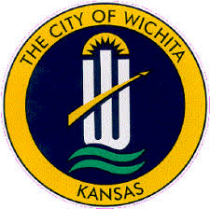 THE CITY OF WICHITA
W
KANSAS